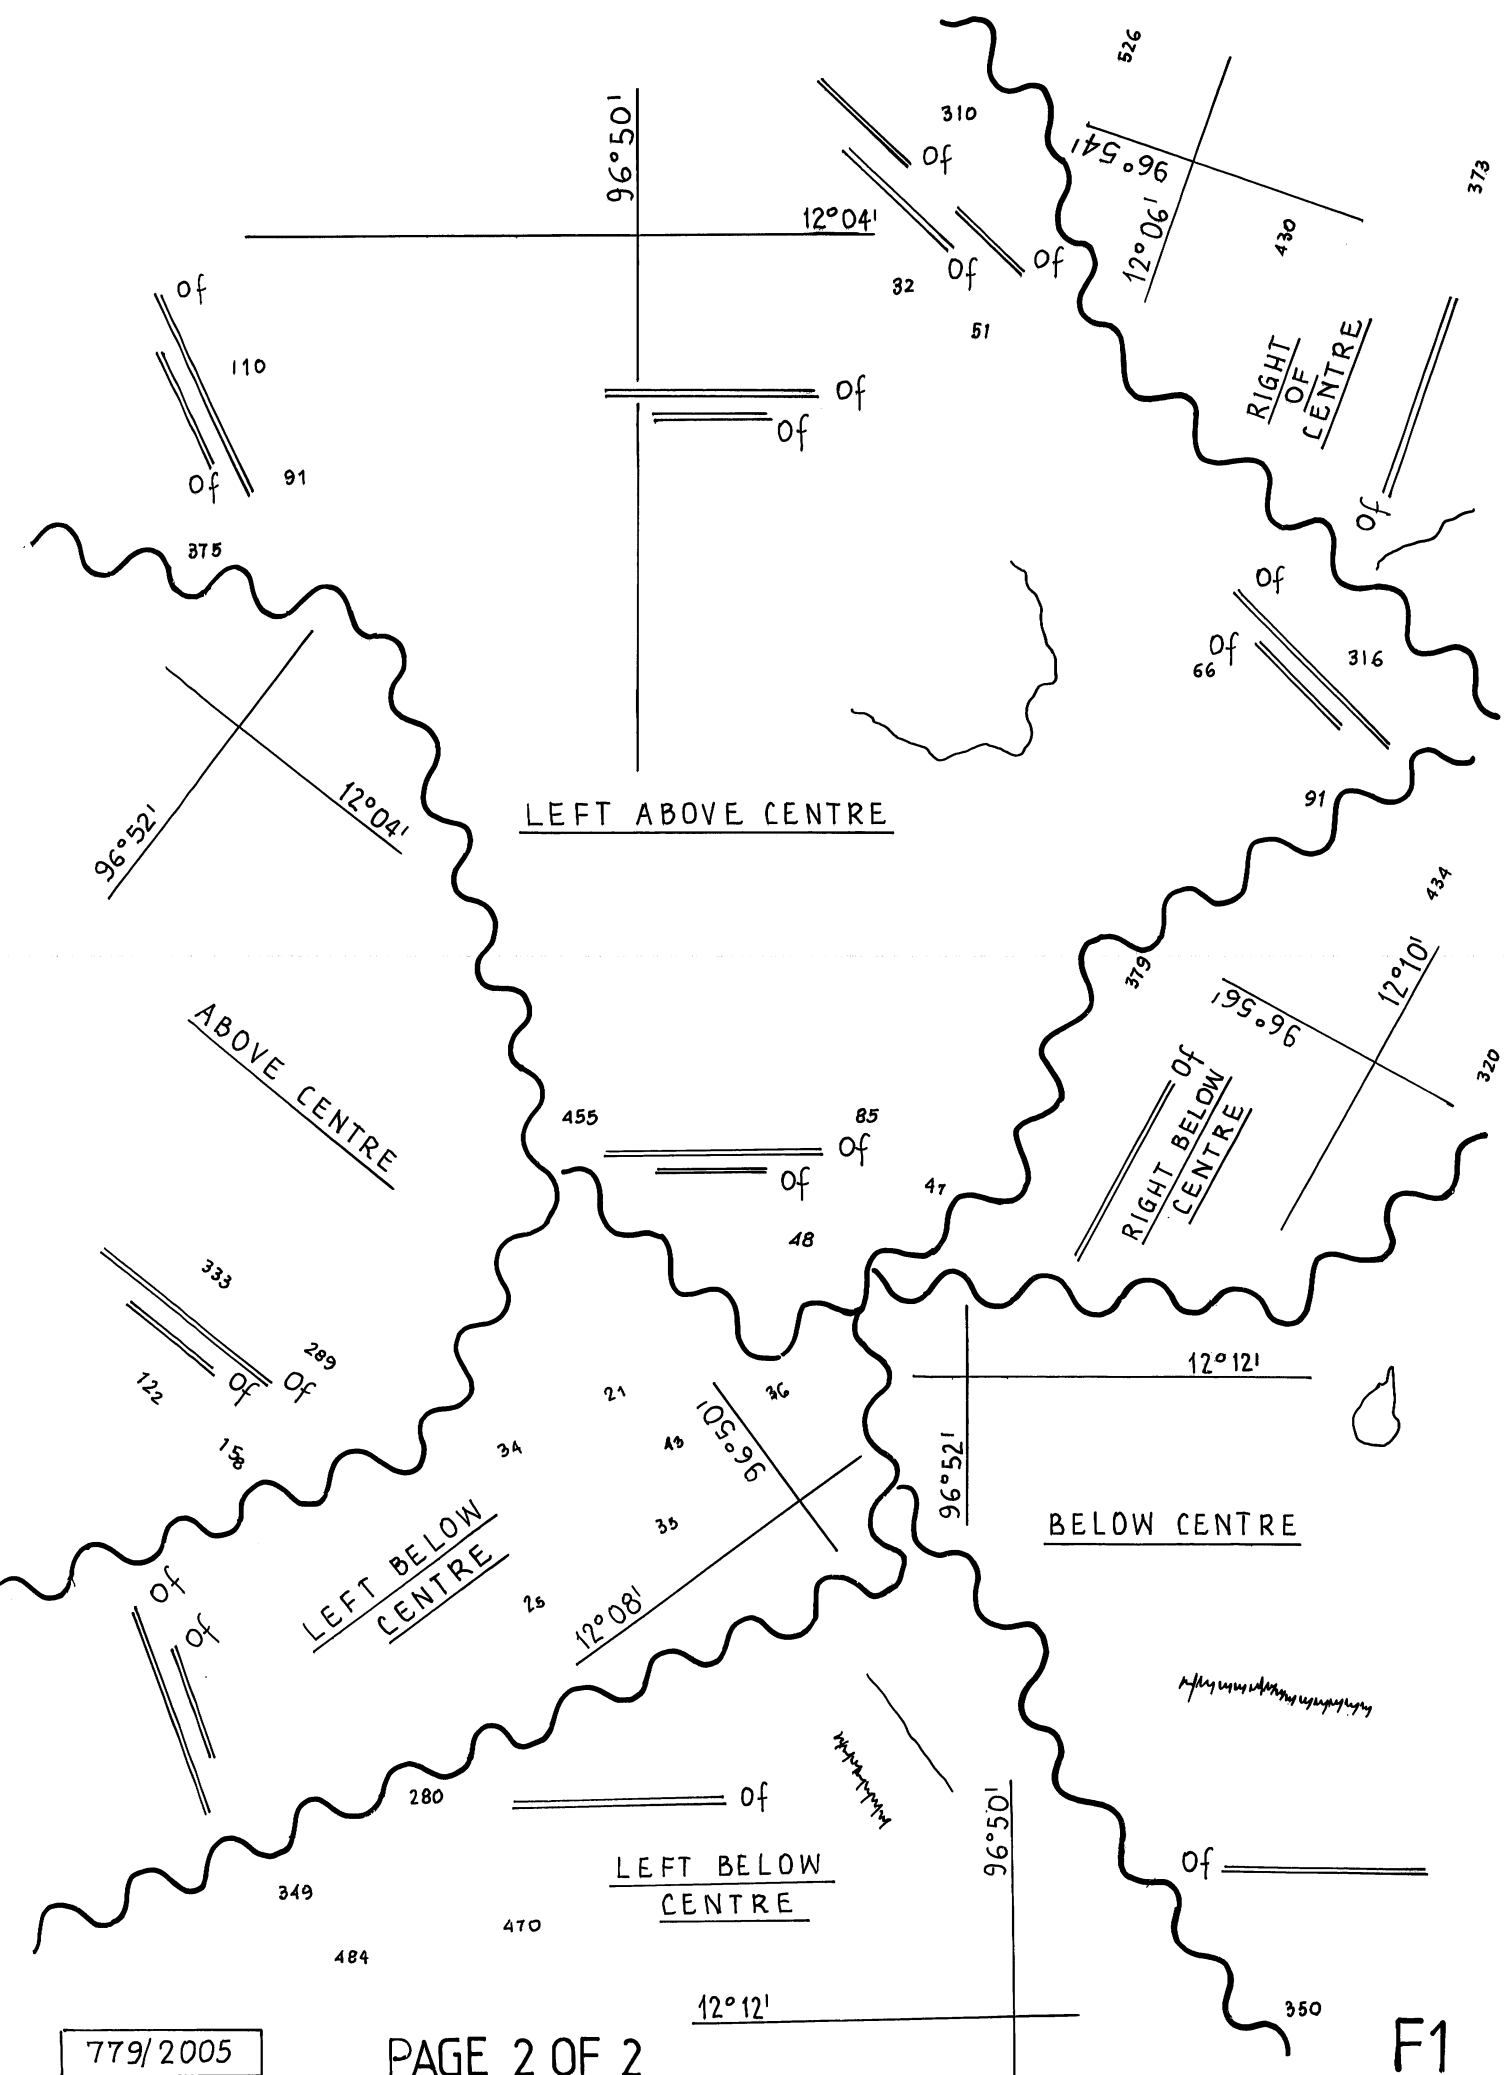 526
310
96°50'
96°54'
Of
373
12°04'
12°06'
430
Of
Of
32
Of
51
110
RIGHT
OF
CENTRE
Of
Of
91
Of
Of
375
Of
Of
66
316
12°04'
96°52'
LEFT ABOVE CENTRE
91
434
379
12°10'
96°56'
ABOVE CENTRE
Of
320
455
85
Of
Of
RIGHT BELOW
CENTRE
47
48
333
289
Of
Of
122
158
12°12'
21
36
96°50'
34
43
96°52'
35
BELOW CENTRE
LEFT BELOW
CENTRE
25
12°08'
Of
Of
280
Of
96°50'
LEFT BELOW
CENTRE
Of
349
470
484
12°12'
350
779/2005
PAGE 2 OF 2
F1